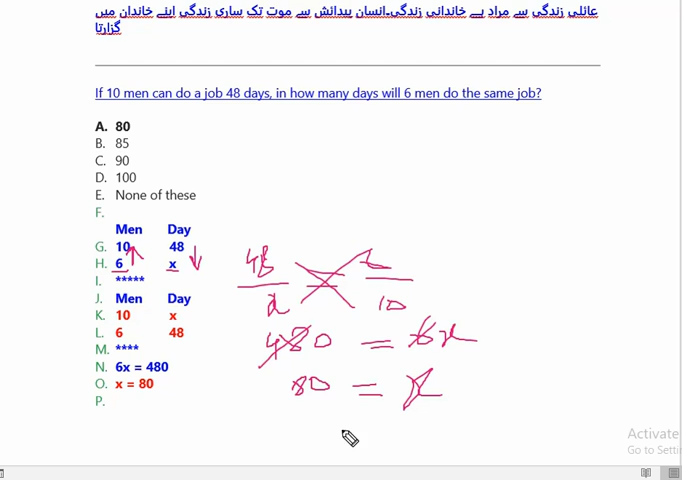 عائلی زندگی سے مراد ہے خاندانی زندگی۔انسان پیدائش سے موت تک ساری زندگی اپنے خاندان میں
گزارتا
If 10 men can do a job 48 days, in how many days will 6 men do the same job?
A. 80
B. 85
C. 90
D. 100
E. None of these
F.
Men Day
G. 10 48
H. 6 x
I. *****
J. Men Day
K. 10 x
L. 6 48
M. ****
N. 6x = 480
O. x = 80
P.
48 6
x 10
480 = 6x
80 = x
Activate
Go to Setti